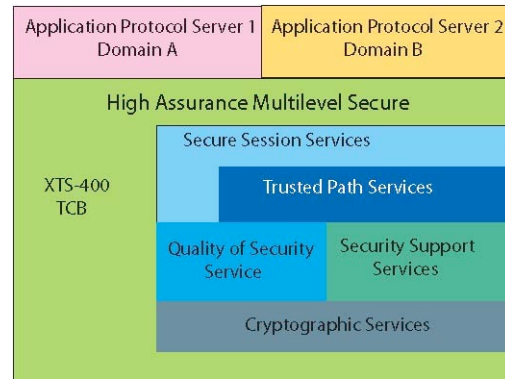 Application Protocol Server 1
Domain A
Application Protocol Server 2
Domain B
High Assurance Multilevel Secure
Secure Session Services
XTS-400
TCB
Trusted Path Services
Quality of Security
Service
Security Support
Services
Cryptographic Services